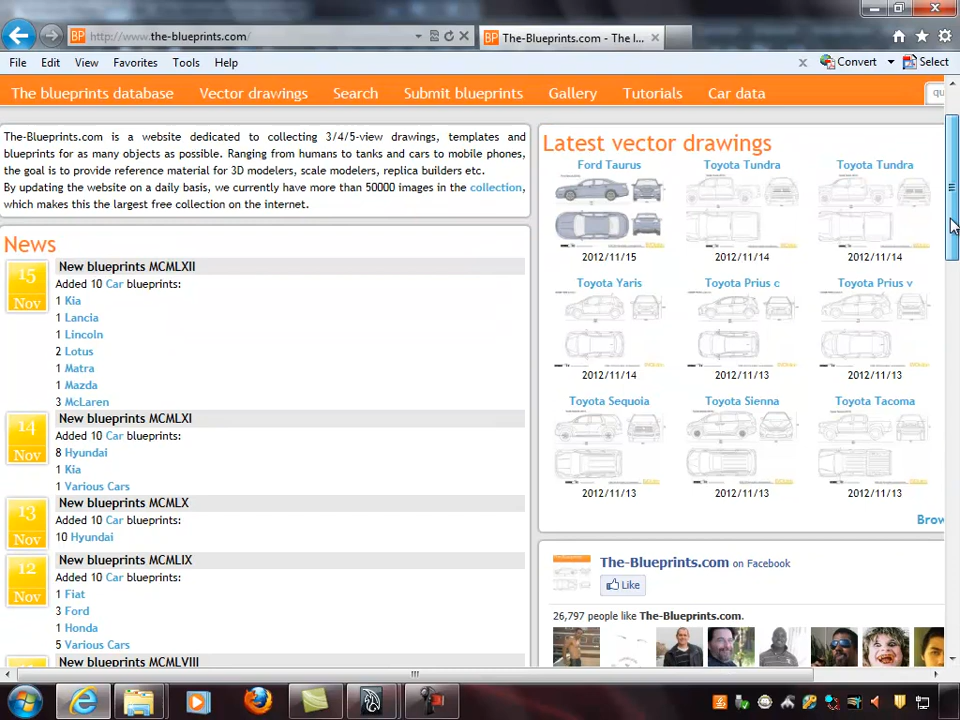 http://www.the-blueprints.com/
The-Blueprints.com - The l...
File Edit View Favorites Tools Help
Convert Select
The blueprints database Vector drawings Search Submit blueprints Gallery Tutorials Car data qu
The-Blueprints.com is a website dedicated to collecting 3/4/5-view drawings, templates and
blueprints for as many objects as possible. Ranging from humans to tanks and cars to mobile phones,
the goal is to provide reference material for 3D modelers, scale modelers, replica builders etc.
By updating the website on a daily basis, we currently have more than 50000 images in the collection,
which makes this the largest free collection on the internet.
News
15
Nov
New blueprints MCMLXII
Added 10 Car blueprints:
1 Kia
1 Lancia
1 Lincoln
2 Lotus
1 Matra
1 Mazda
3 McLaren
14
Nov
New blueprints MCMLXI
Added 10 Car blueprints:
8 Hyundai
1 Kia
1 Various Cars
13
Nov
New blueprints MCMLX
Added 10 Car blueprints:
10 Hyundai
12
Nov
New blueprints MCMLIX
Added 10 Car blueprints:
1 Fiat
3 Ford
1 Honda
5 Various Cars
New blueprints MCMLVIII
Latest vector drawings
Ford Taurus Toyota Tundra Toyota Tundra
2012/11/15 2012/11/14 2012/11/14
Toyota Yaris Toyota Prius c Toyota Prius v
2012/11/14 2012/11/13 2012/11/13
Toyota Sequoia Toyota Sienna Toyota Tacoma
2012/11/13 2012/11/13 2012/11/13
Brow
The-Blueprints.com on Facebook
Like
26,797 people like The-Blueprints.com.